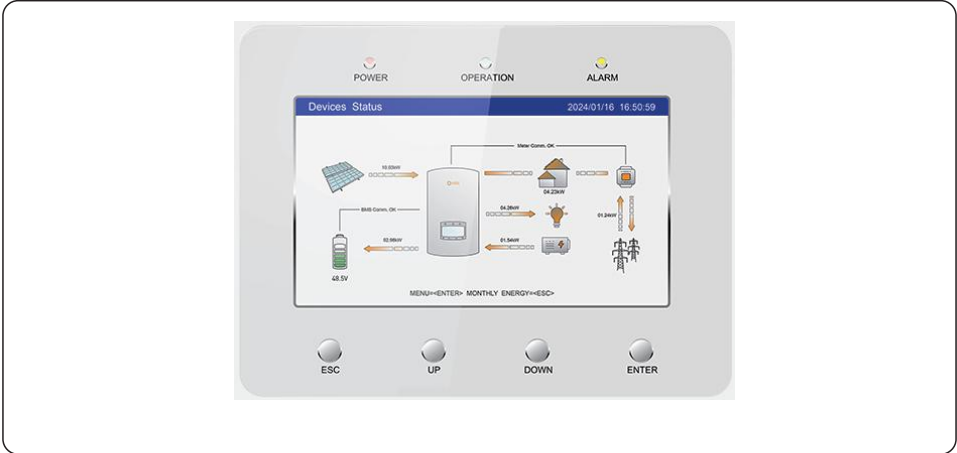 POWER
OPERATION
ALARM
Devices Status
2024/01/16 16:50:59
Meter Comm. OK
10.03kW
04.23kW
BMS Comm. OK
04.26kW
01.24kW
02.98kW
01.54kW
48.5V
MENU=<ENTER> MONTHLY ENERGY=<ESC>
ESC
UP
DOWN
ENTER